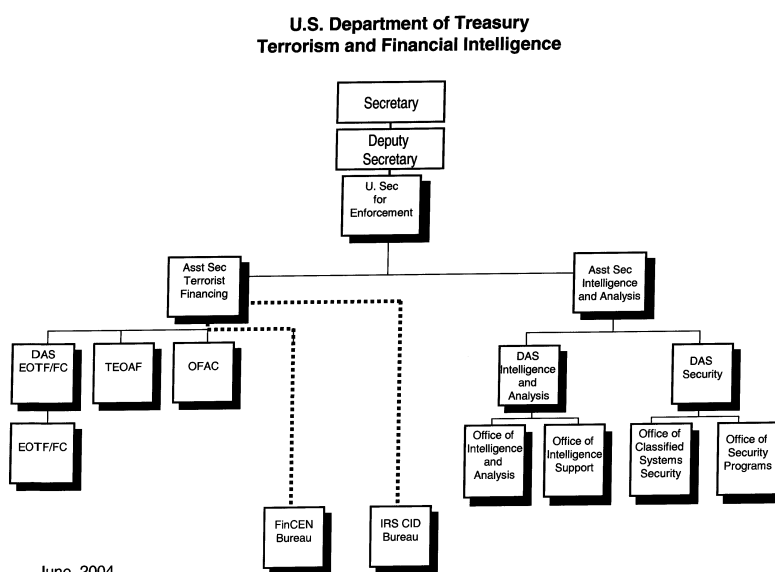 U.S. Department of Treasury
Terrorism and Financial Intelligence
Secretary
Deputy
Secretary
U. Sec
for
Enforcement
Asst Sec
Terrorist
Financing
Asst Sec
Intelligence
and Analysis
DAS
EOTF/FC
TEOAF
OFAC
DAS
Intelligence
and
Analysis
DAS
Security
EOTF/FC
Office of
Intelligence
and
Analysis
Office of
Intelligence
Support
Office of
Classified
Systems
Security
Office of
Security
Programs
FinCEN
Bureau
IRS CID
Bureau
June, 2004